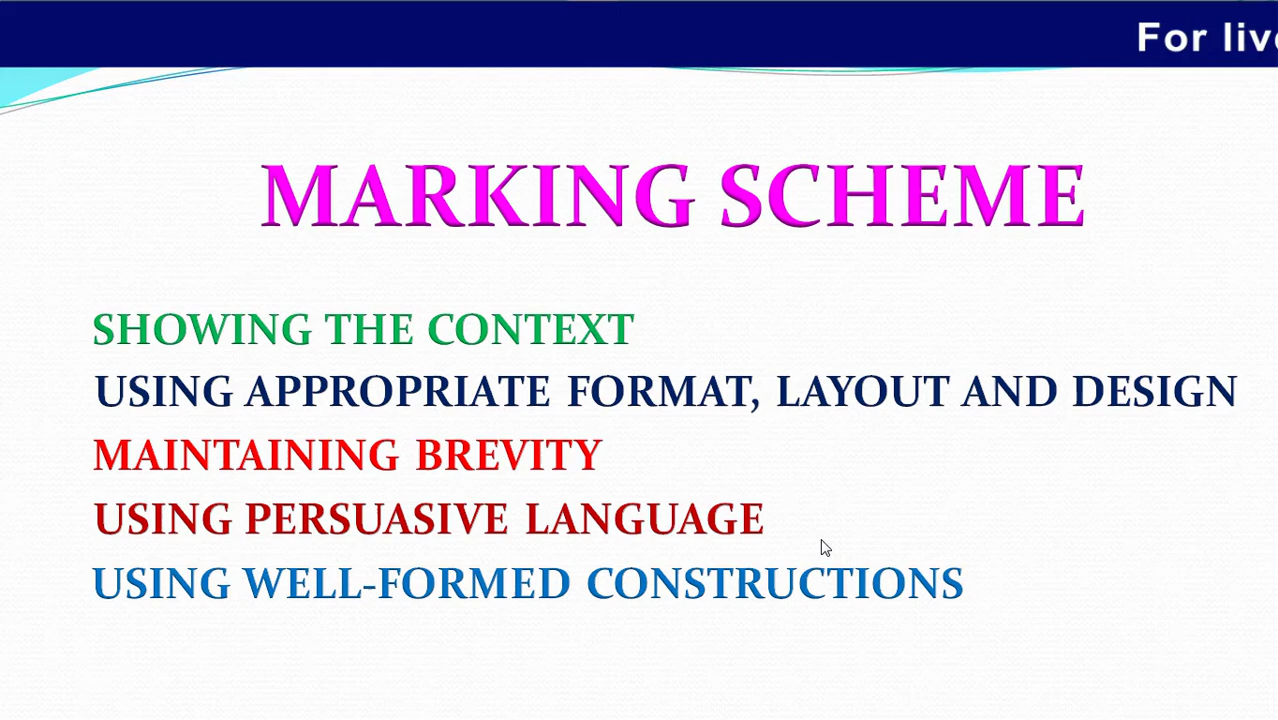 For live
MARKING SCHEME
SHOWING THE CONTEXT
USING APPROPRIATE FORMAT, LAYOUT AND DESIGN
MAINTAINING BREVITY
USING PERSUASIVE LANGUAGE
USING WELL-FORMED CONSTRUCTIONS